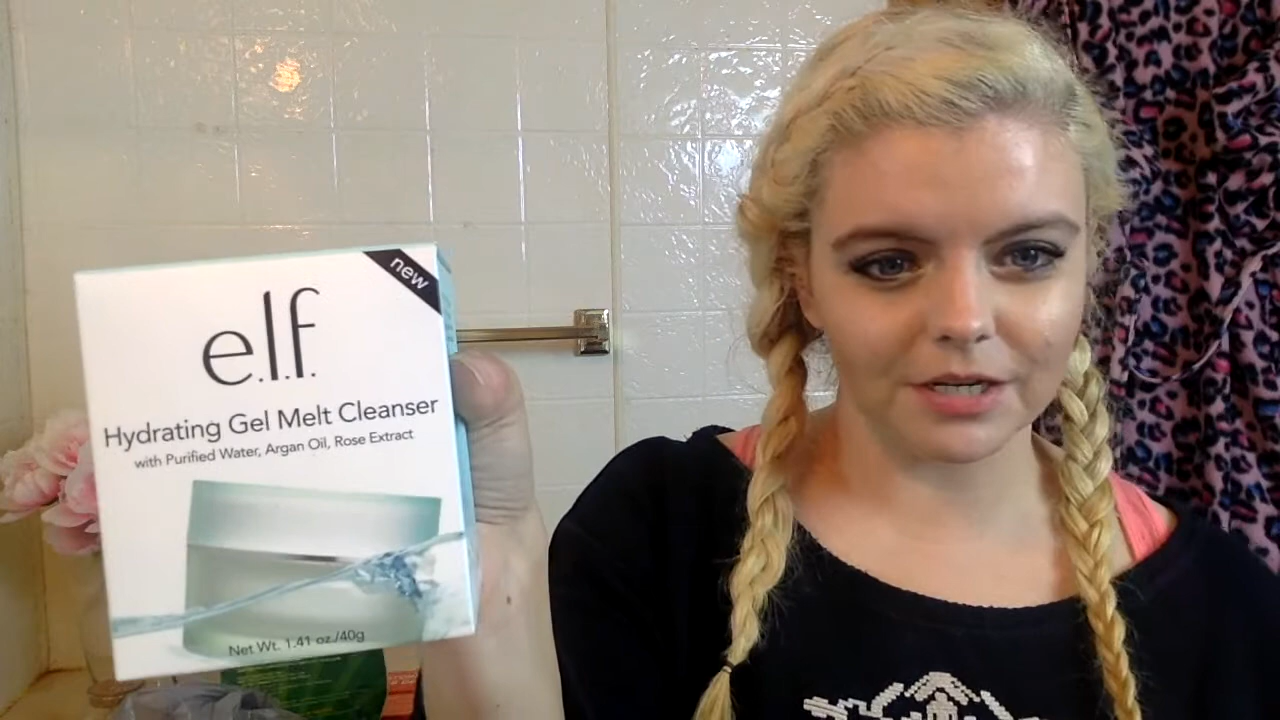 new
e.l.f.
Hydrating Gel Melt Cleanser
with Purified Water, Argan Oil, Rose Extract
Net Wt. 1.41 oz./40g